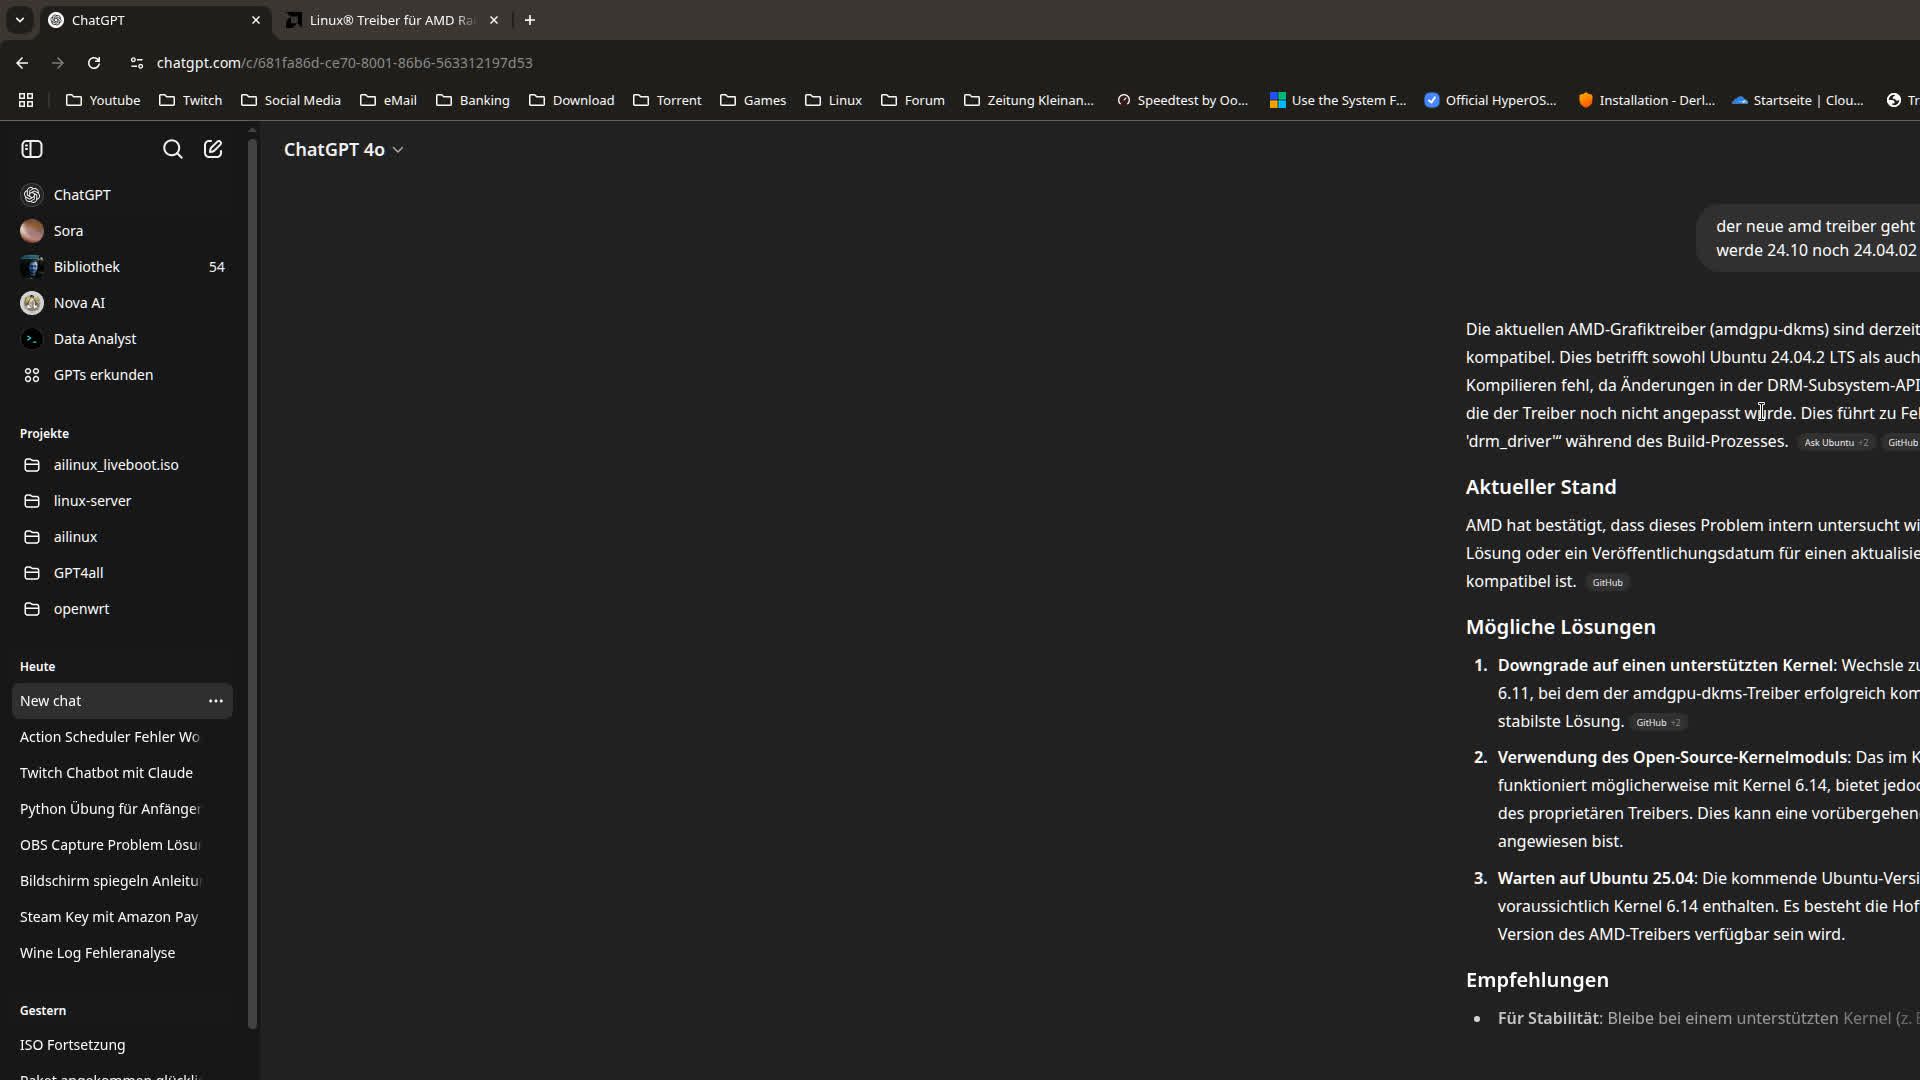 ChatGPT
Linux® Treiber für AMD Ra
chatgpt.com/c/681fa86d-ce70-8001-86b6-563312197d53
Youtube Twitch Social Media eMail Banking Download Torrent Games Linux Forum Zeitung Kleinan... Speedtest by Oo... Use the System F... Official HyperOS... Installation - Derl... Startseite | Clou... Tr
ChatGPT 4o
ChatGPT
Sora
Bibliothek 54
Nova AI
Data Analyst
GPTs erkunden
Projekte
ailinux_liveboot.iso
linux-server
ailinux
GPT4all
openwrt
Heute
New chat
Action Scheduler Fehler Wo
Twitch Chatbot mit Claude
Python Übung für Anfänger
OBS Capture Problem Lösu
Bildschirm spiegeln Anleitu
Steam Key mit Amazon Pay
Wine Log Fehleranalyse
Gestern
ISO Fortsetzung
der neue amd treiber geht
werde 24.10 noch 24.04.02
Die aktuellen AMD-Grafiktreiber (amdgpu-dkms) sind derzeit
kompatibel. Dies betrifft sowohl Ubuntu 24.04.2 LTS als auch
Kompilieren fehl, da Änderungen in der DRM-Subsystem-API
die der Treiber noch nicht angepasst wurde. Dies führt zu Fe
'drm_driver'“ während des Build-Prozesses. Ask Ubuntu +2 GitHub
Aktueller Stand
AMD hat bestätigt, dass dieses Problem intern untersucht wi
Lösung oder ein Veröffentlichungsdatum für einen aktualisie
kompatibel ist. GitHub
Mögliche Lösungen
1. Downgrade auf einen unterstützten Kernel: Wechsle zu
6.11, bei dem der amdgpu-dkms-Treiber erfolgreich kom
stabilste Lösung. GitHub +2
2. Verwendung des Open-Source-Kernelmoduls: Das im K
funktioniert möglicherweise mit Kernel 6.14, bietet jedoc
des proprietären Treibers. Dies kann eine vorübergehen
angewiesen bist.
3. Warten auf Ubuntu 25.04: Die kommende Ubuntu-Versi
voraussichtlich Kernel 6.14 enthalten. Es besteht die Hof
Version des AMD-Treibers verfügbar sein wird.
Empfehlungen
• Für Stabilität: Bleibe bei einem unterstützten Kernel (z.